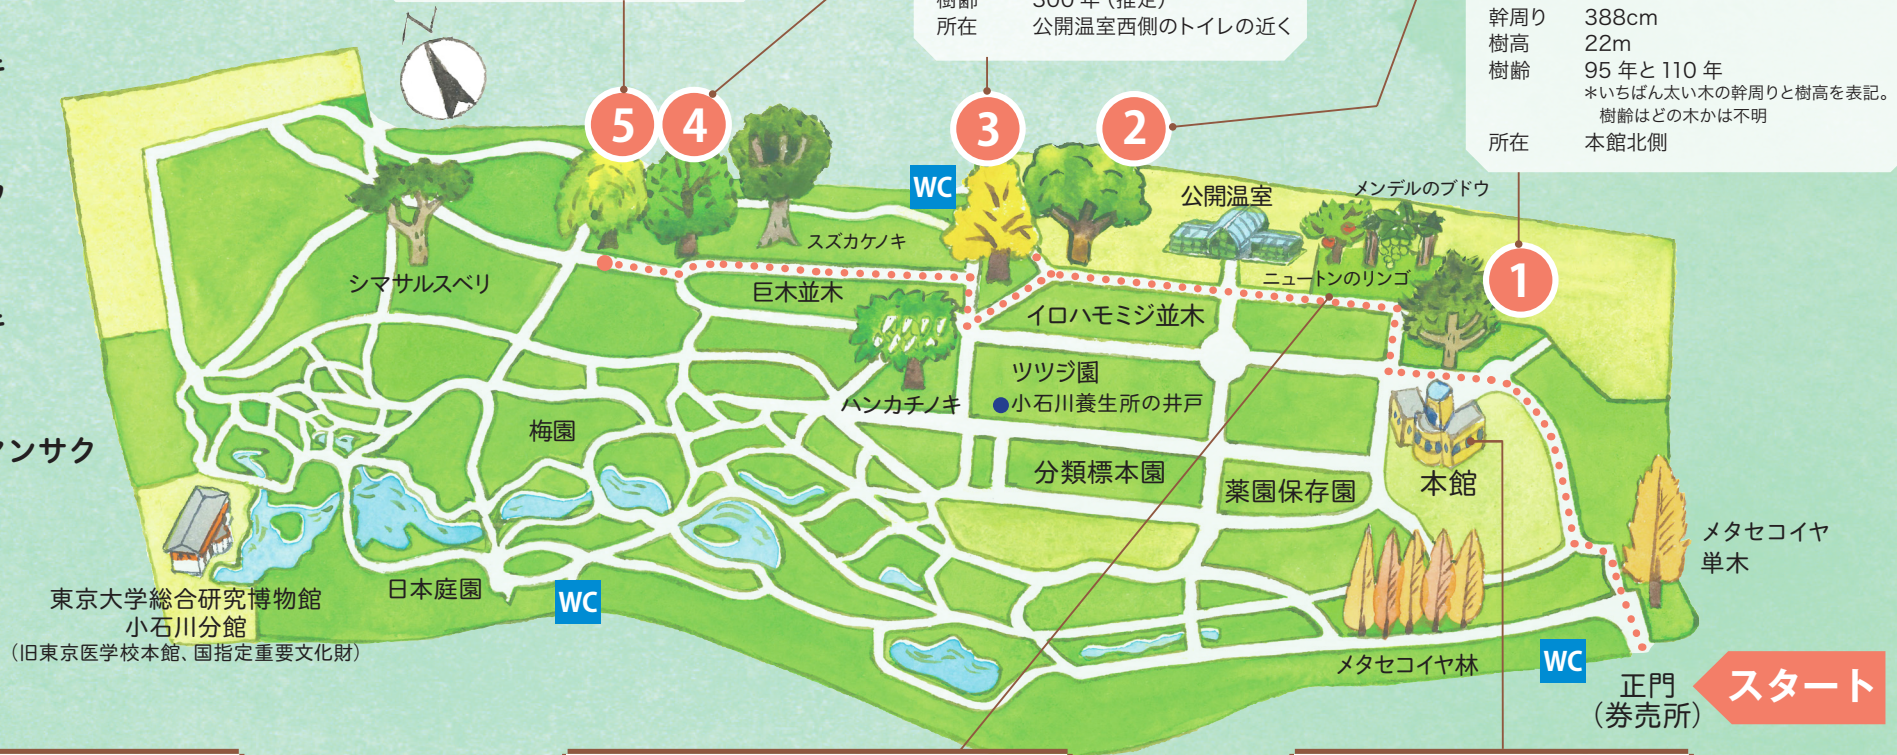 樹齢 300 年（推定）
所在 公開温室西側のトイレの近く
幹周り 388cm
樹高 22m
樹齢 95 年と 110 年
＊いちばん太い木の幹周りと樹高を表記。
樹齢はどの木かは不明
所在 本館北側
N
5
4
3
2
1
WC
公開温室
メンデルのブドウ
スズカケノキ
シマサルスベリ
巨木並木
ニュートンのリンゴ
イロハモミジ並木
ツツジ園
小石川養生所の井戸
ハンカチノキ
梅園
ンサク
分類標本園
薬園保存園
本館
メタセコイヤ
単木
東京大学総合研究博物館
小石川分館
（旧東京医学校本館、国指定重要文化財）
日本庭園
WC
メタセコイヤ林
WC
正門
（券売所）
スタート